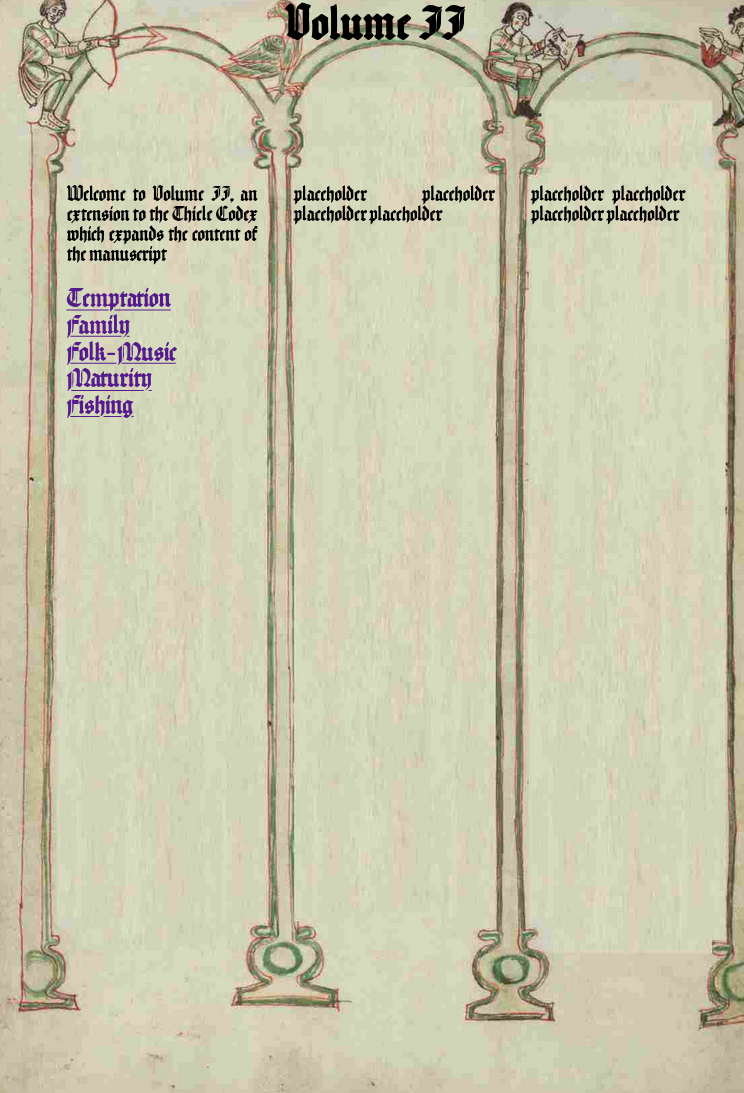 Volume II
Welcome to Volume II, an
extension to the Thiele Codex
which expands the content of
the manuscript
Temptation
Family
Folk-Music
Maturity
Fishing
placeholder placeholder
placeholder placeholder
placeholder placeholder
placeholder placeholder